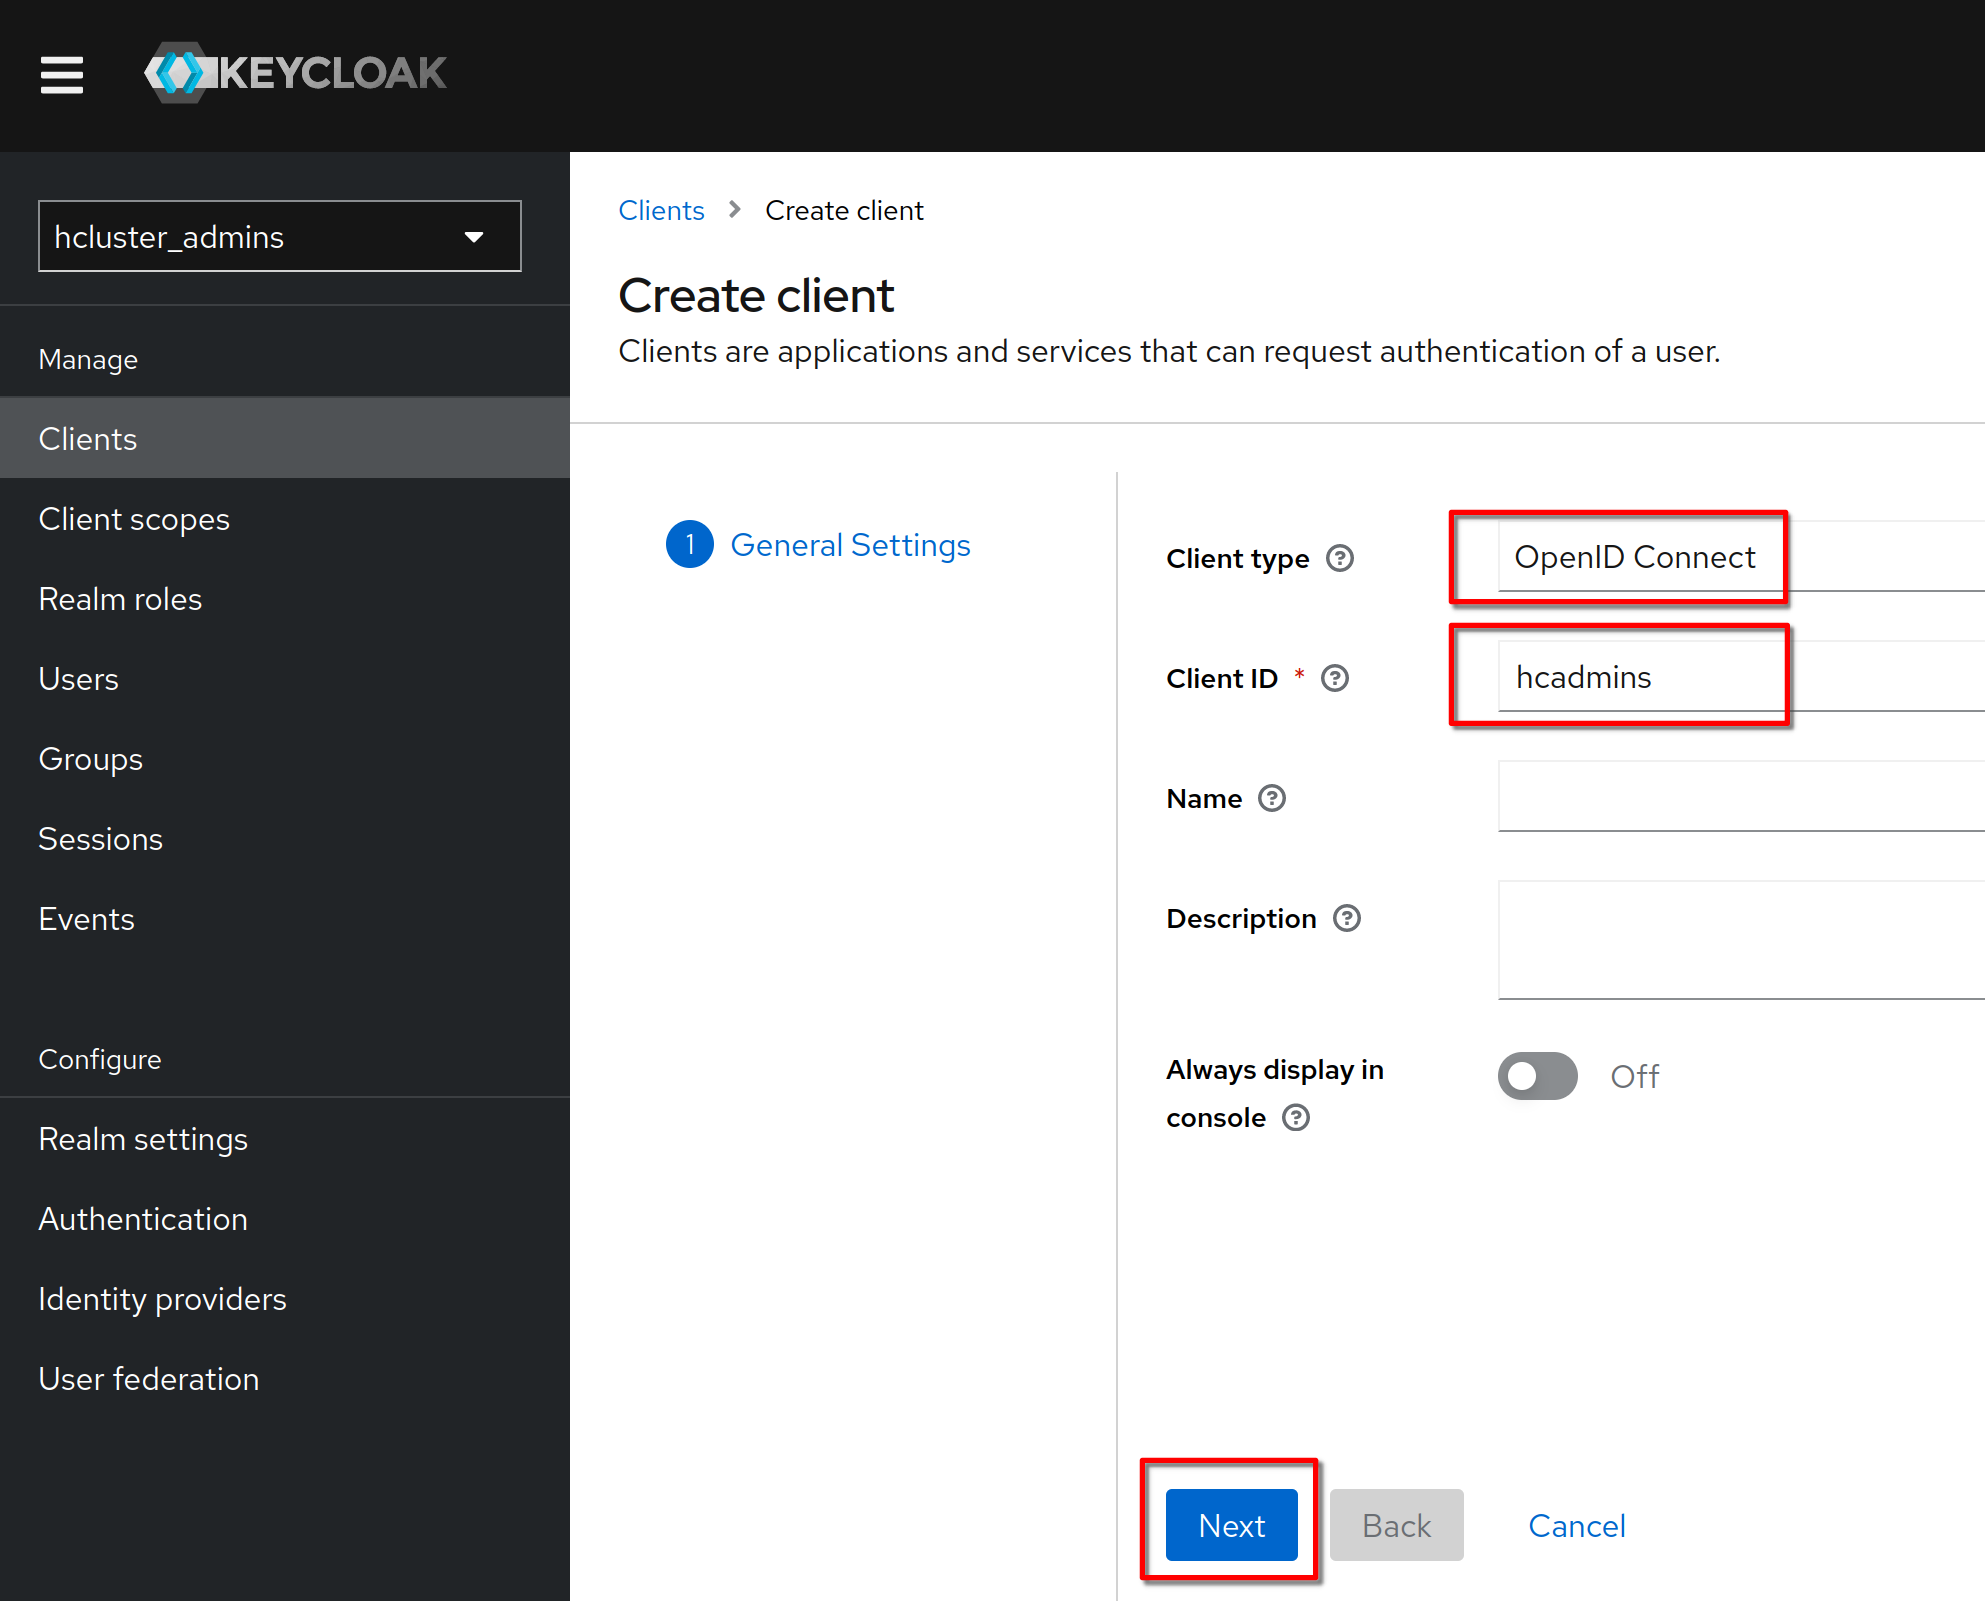 KEYCLOAK
hcluster_admins
Manage
Clients
Client scopes
Realm roles
Users
Groups
Sessions
Events
Configure
Realm settings
Authentication
Identity providers
User federation
Clients > Create client
Create client
Clients are applications and services that can request authentication of a user.
1 General Settings
Client type ? OpenID Connect
Client ID * ? hcadmins
Name ?
Description ?
Always display in
console ?
Off
Next Back Cancel